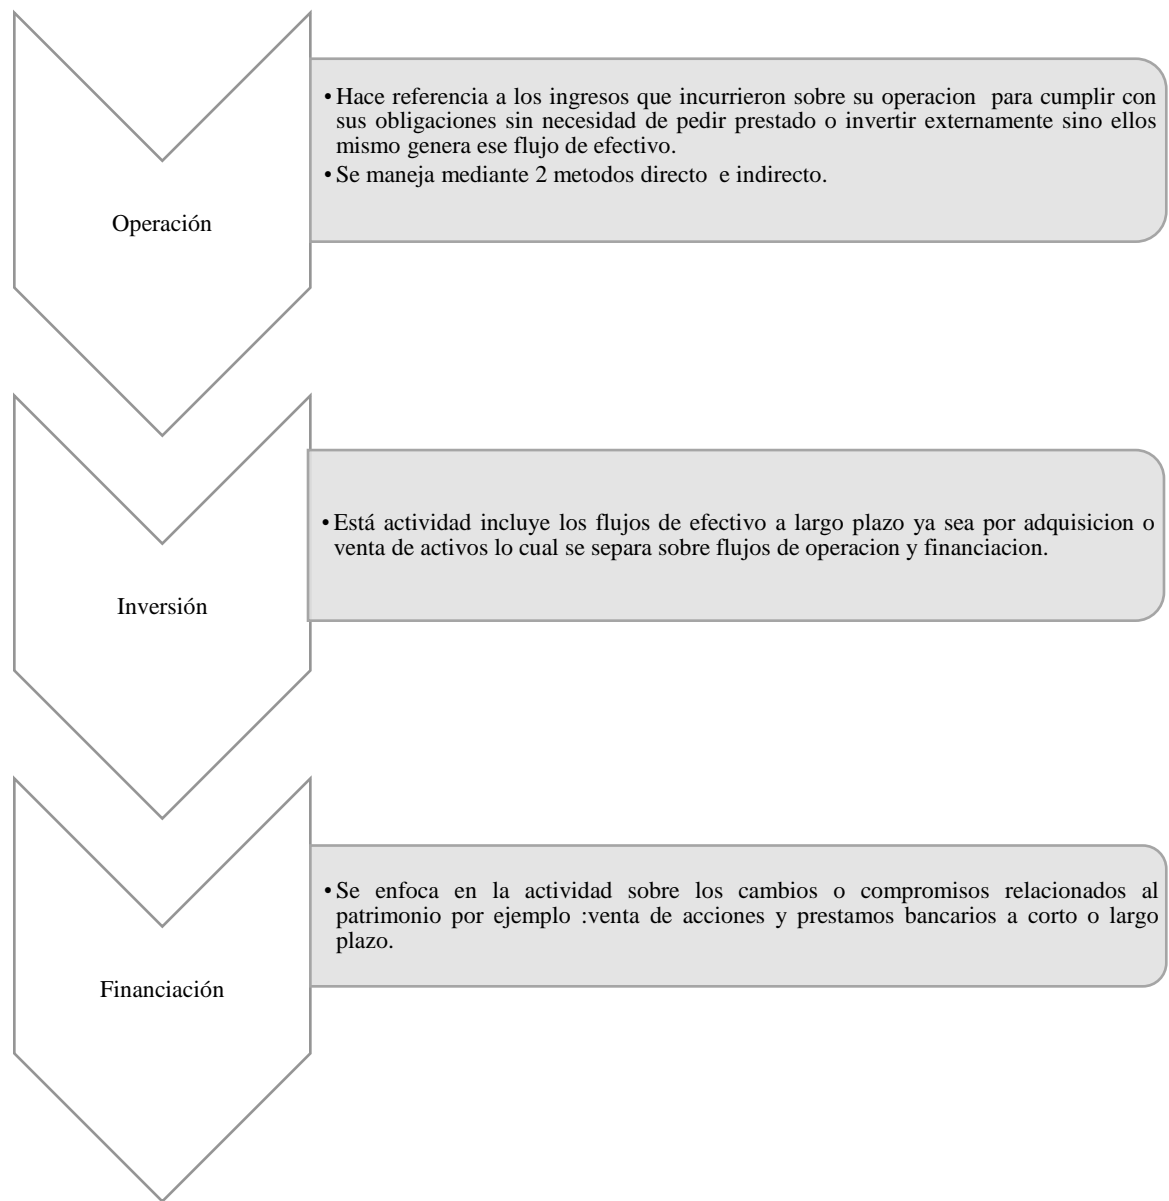 • Hace referencia a los ingresos que incurrieron sobre su operacion para cumplir con
sus obligaciones sin necesidad de pedir prestado o invertir externamente sino ellos
mismo genera ese flujo de efectivo.
• Se maneja mediante 2 metodos directo e indirecto.
Operación
• Está actividad incluye los flujos de efectivo a largo plazo ya sea por adquisicion o
venta de activos lo cual se separa sobre flujos de operacion y financiacion.
Inversión
• Se enfoca en la actividad sobre los cambios o compromisos relacionados al
patrimonio por ejemplo :venta de acciones y prestamos bancarios a corto o largo
plazo.
Financiación